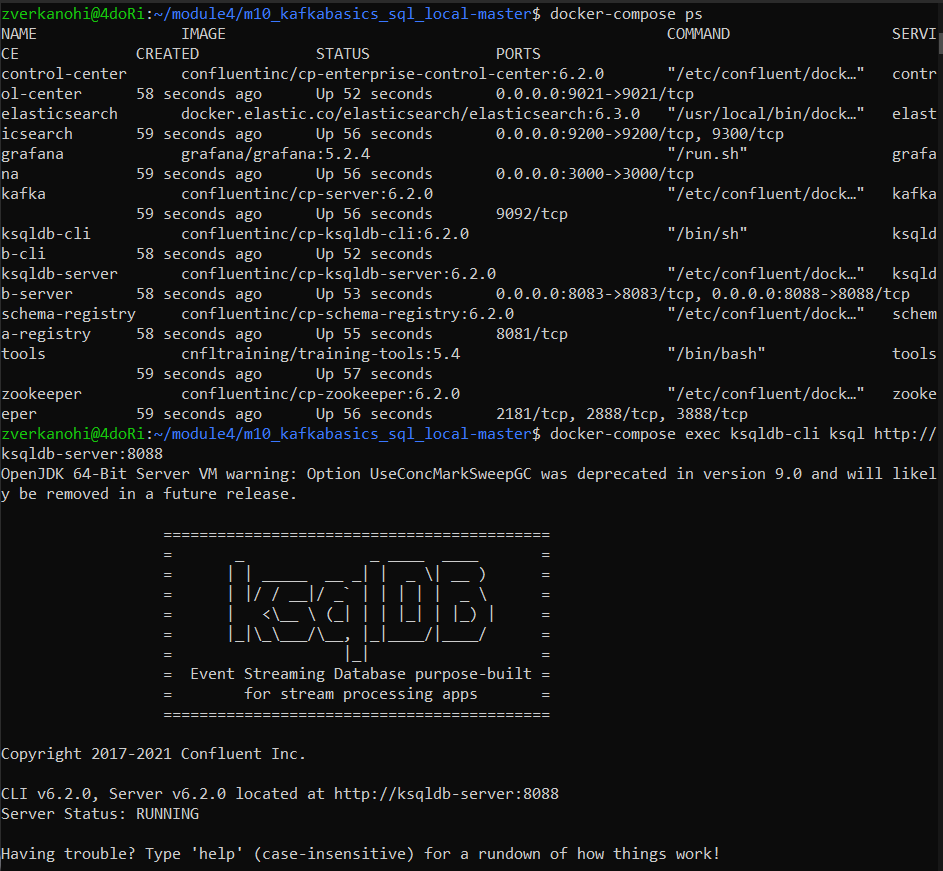 zverkanohi@4doRi:~/module4/m10_kafkabasics_sql_local-master$ docker-compose ps
NAME                IMAGE                                                 COMMAND                  SERVI
CE             CREATED             STATUS              PORTS
control-center      confluentinc/cp-enterprise-control-center:6.2.0       "/etc/confluent/dock…"   contr
ol-center      58 seconds ago      Up 52 seconds       0.0.0.0:9021->9021/tcp
elasticsearch       docker.elastic.co/elasticsearch/elasticsearch:6.3.0   "/usr/local/bin/dock…"   elast
icsearch       59 seconds ago      Up 56 seconds       0.0.0.0:9200->9200/tcp, 9300/tcp
grafana             grafana/grafana:5.2.4                                 "/run.sh"                grafa
na             59 seconds ago      Up 56 seconds       0.0.0.0:3000->3000/tcp
kafka               confluentinc/cp-server:6.2.0                          "/etc/confluent/dock…"   kafka
               59 seconds ago      Up 56 seconds       9092/tcp
ksqldb-cli          confluentinc/cp-ksqldb-cli:6.2.0                      "/bin/sh"                ksqld
b-cli          58 seconds ago      Up 52 seconds
ksqldb-server       confluentinc/cp-ksqldb-server:6.2.0                   "/etc/confluent/dock…"   ksqld
b-server       58 seconds ago      Up 53 seconds       0.0.0.0:8083->8083/tcp, 0.0.0.0:8088->8088/tcp
schema-registry     confluentinc/cp-schema-registry:6.2.0                 "/etc/confluent/dock…"   schem
a-registry     58 seconds ago      Up 55 seconds       8081/tcp
tools               cnfltraining/training-tools:5.4                       "/bin/bash"              tools
               59 seconds ago      Up 57 seconds
zookeeper           confluentinc/cp-zookeeper:6.2.0                       "/etc/confluent/dock…"   zooke
eper           59 seconds ago      Up 56 seconds       2181/tcp, 2888/tcp, 3888/tcp
zverkanohi@4doRi:~/module4/m10_kafkabasics_sql_local-master$ docker-compose exec ksqldb-cli ksql http://
ksqldb-server:8088
OpenJDK 64-Bit Server VM warning: Option UseConcMarkSweepGC was deprecated in version 9.0 and will likel
y be removed in a future release.
ksqlDB
Event Streaming Database purpose-built
for stream processing apps
Copyright 2017-2021 Confluent Inc.
CLI v6.2.0, Server v6.2.0 located at http://ksqldb-server:8088
Server Status: RUNNING
Having trouble? Type 'help' (case-insensitive) for a rundown of how things work!